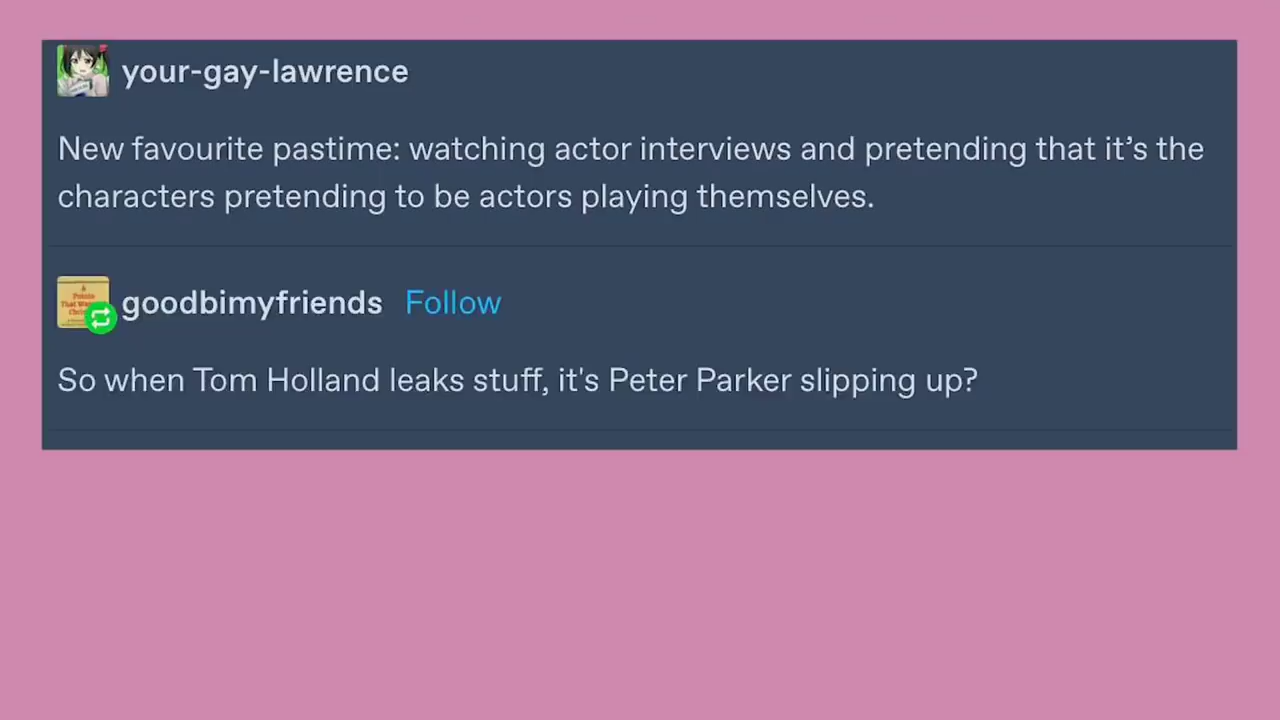 your-gay-lawrence
New favourite pastime: watching actor interviews and pretending that it’s the
characters pretending to be actors playing themselves.
goodbimyfriends Follow
So when Tom Holland leaks stuff, it's Peter Parker slipping up?